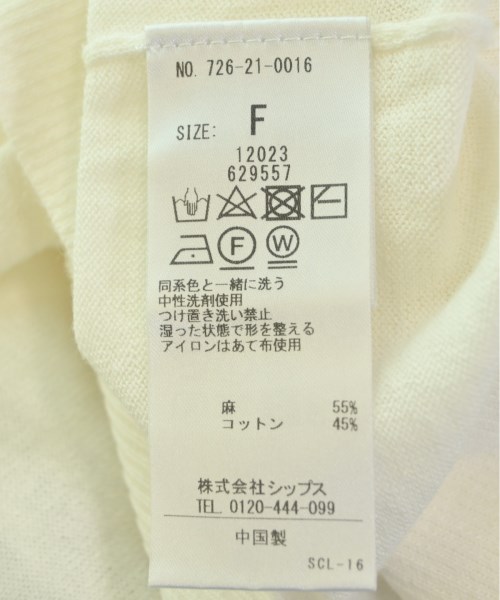 NO. 726-21-0016
SIZE: F
12023
629557
F W
同系色と一緒に洗う
中性洗剤使用
つけ置き洗い禁止
湿った状態で形を整える
アイロンはあて布使用
麻 55%
コットン 45%
株式会社シップス
TEL. 0120-444-099
中国製
SCL-16